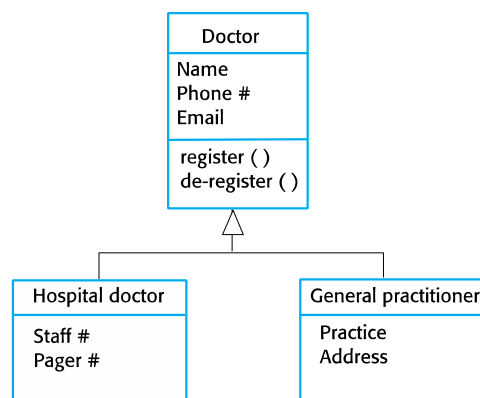 Doctor
Name
Phone #
Email
register ( )
de-register ( )
Hospital doctor
Staff #
Pager #
General practitioner
Practice
Address